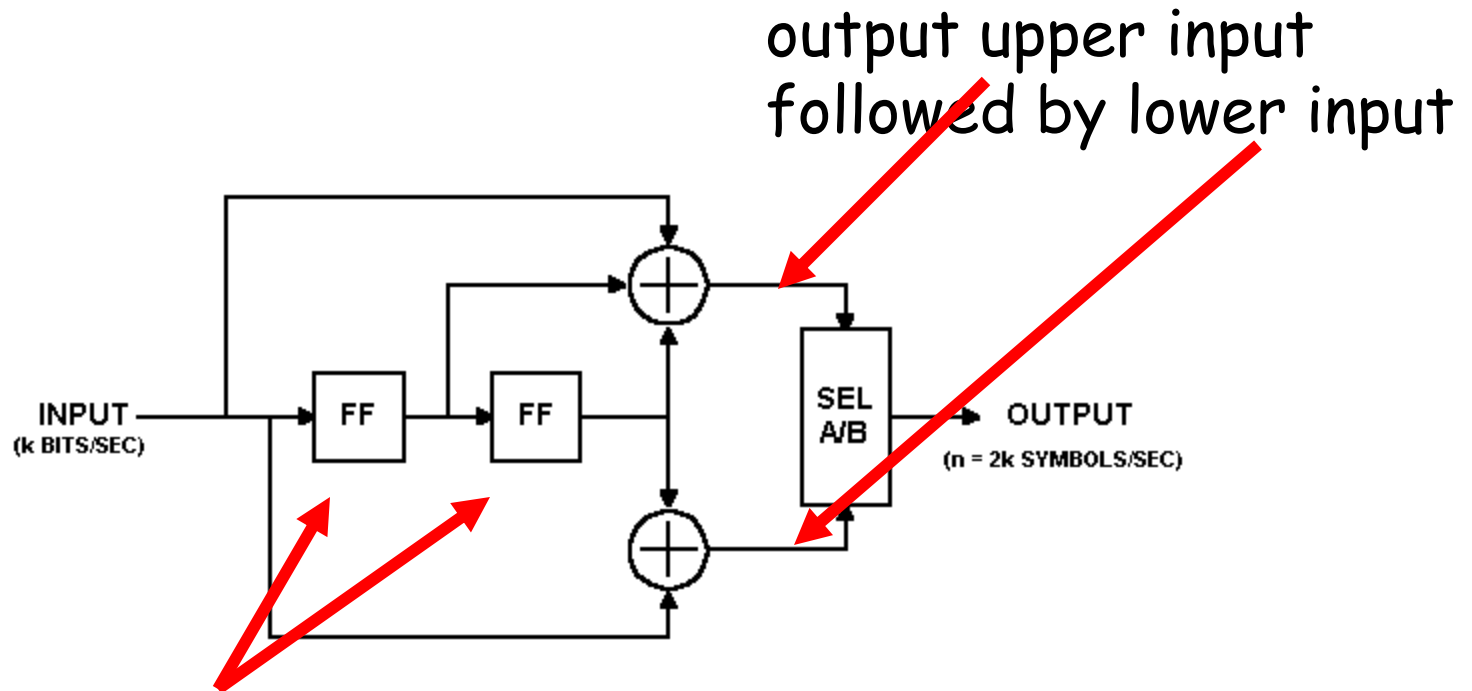 output upper input
followed by lower input
INPUT
(k BITS/SEC)
FF
FF
SEL
A/B
OUTPUT
(n = 2k SYMBOLS/SEC)